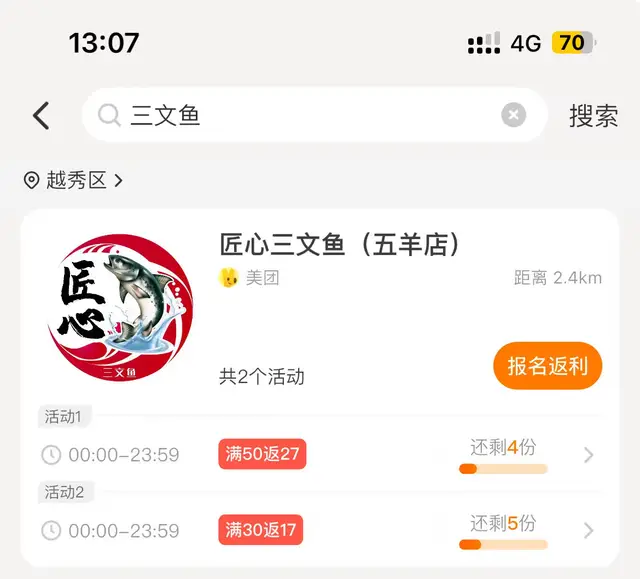 13:07
4G
70
三文鱼
搜索
越秀区
匠心三文鱼（五羊店）
美团
距离 2.4km
匠心
三文鱼
共2个活动
报名返利
活动1
00:00–23:59
满50返27
还剩4份
活动2
00:00–23:59
满30返17
还剩5份